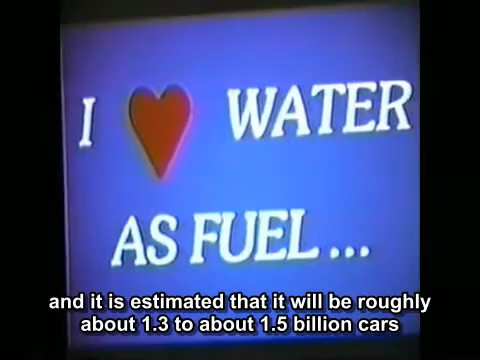 I ❤ WATER
AS FUEL...
and it is estimated that it will be roughly
about 1.3 to about 1.5 billion cars